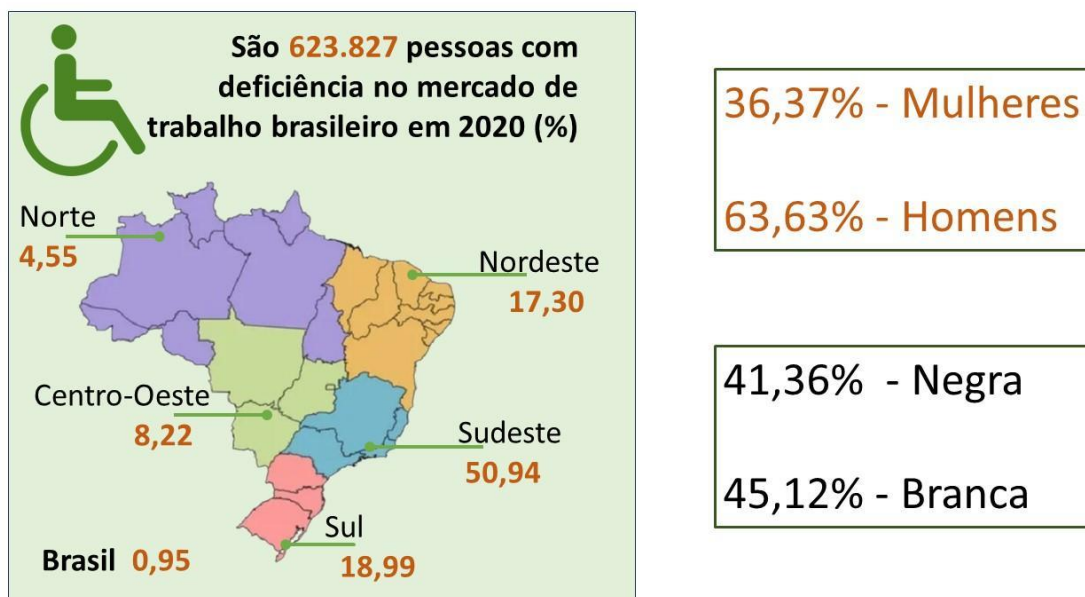 São 623.827 pessoas com
deficiência no mercado de
trabalho brasileiro em 2020 (%)
Norte
4,55
Nordeste
17,30
Centro-Oeste
8,22
Sudeste
50,94
Sul
18,99
Brasil 0,95
36,37% - Mulheres
63,63% - Homens
41,36% - Negra
45,12% - Branca